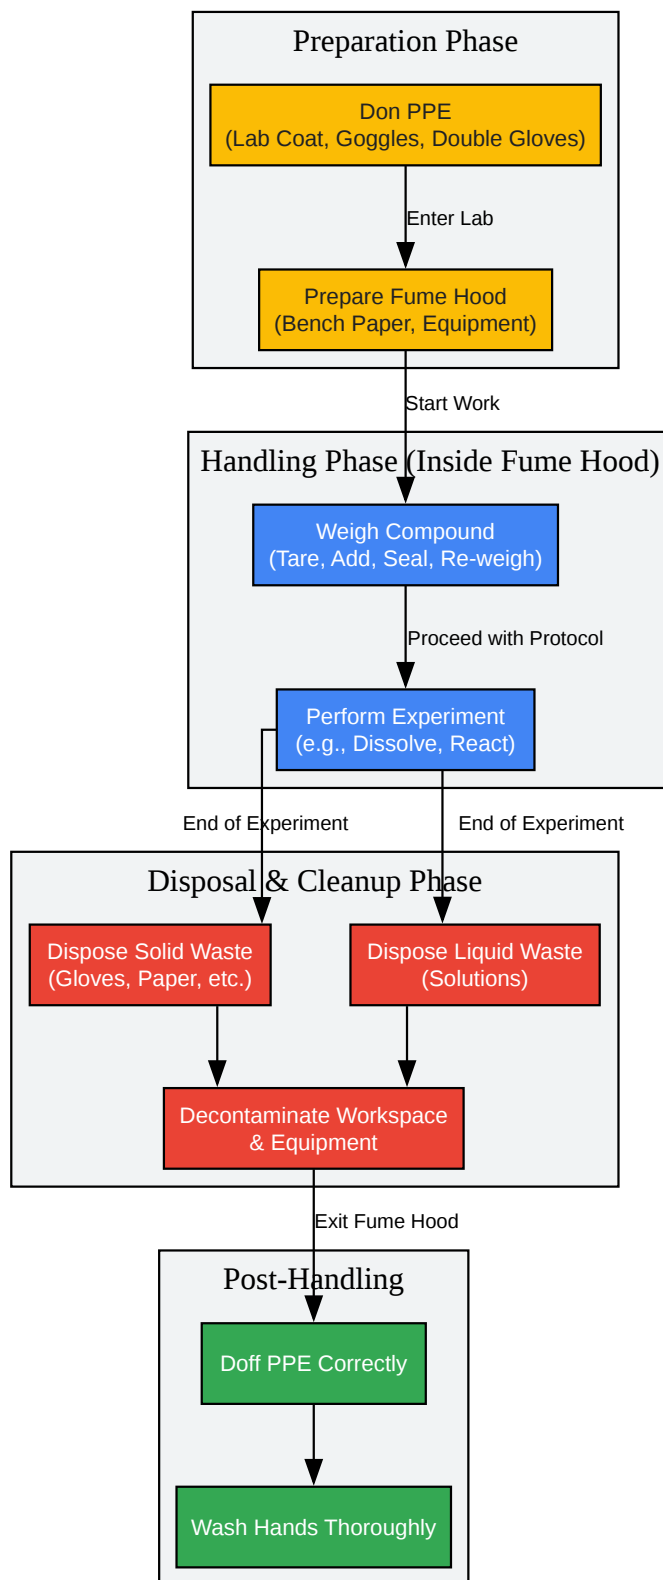 Preparation Phase
Don PPE
(Lab Coat, Goggles, Double Gloves)
Enter Lab
Prepare Fume Hood
(Bench Paper, Equipment)
Start Work
Handling Phase (Inside Fume Hood)
Weigh Compound
(Tare, Add, Seal, Re-weigh)
Proceed with Protocol
Perform Experiment
(e.g., Dissolve, React)
End of Experiment
End of Experiment
Disposal & Cleanup Phase
Dispose Solid Waste
(Gloves, Paper, etc.)
Dispose Liquid Waste
(Solutions)
Decontaminate Workspace
& Equipment
Exit Fume Hood
Post-Handling
Doff PPE Correctly
Wash Hands Thoroughly